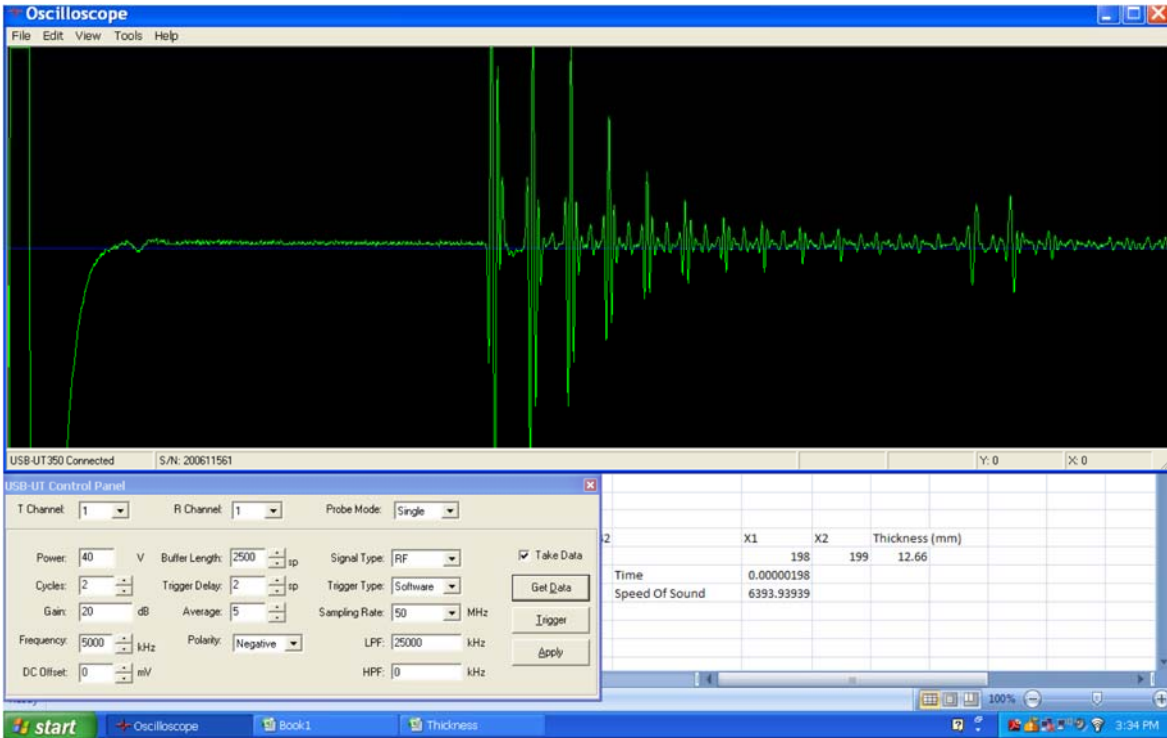 Oscilloscope
File Edit View Tools Help
USB-UT350 Connected S/N: 200611561 Y: 0 X: 0
USB-UT Control Panel
T Channel: 1 R Channel: 1 Probe Mode: Single
Power: 40 V Buffer Length: 2500 sp Signal Type: RF Take Data
Cycles: 2 Trigger Delay: 2 sp Trigger Type: Software Get Data
Gain: 20 dB Average: 5 Sampling Rate: 50 MHz Trigger
Frequency: 5000 kHz Polarity: Negative LPF: 25000 kHz Apply
DC Offset: 0 mV HPF: 0 kHz
X1 X2 Thickness (mm)
198 199 12.66
Time 0.00000198
Speed Of Sound 6393.93939
100%
start Oscilloscope Book1 Thickness 3:34 PM